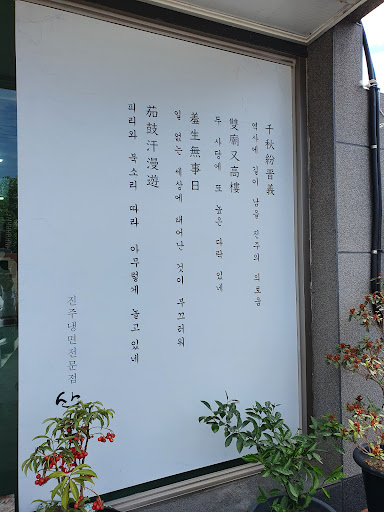 千秋紛晋義
역사에 길이 남을 진주의 의로움
雙廟又高樓
두 사당에 또 높은 다락 있네
羞生無事日
일 없는 세상에 태어난 것이 부끄러워
茄鼓汗漫遊
피리와 북소리 따라 아무렇게 놀고 있네
진주냉면전문점
산